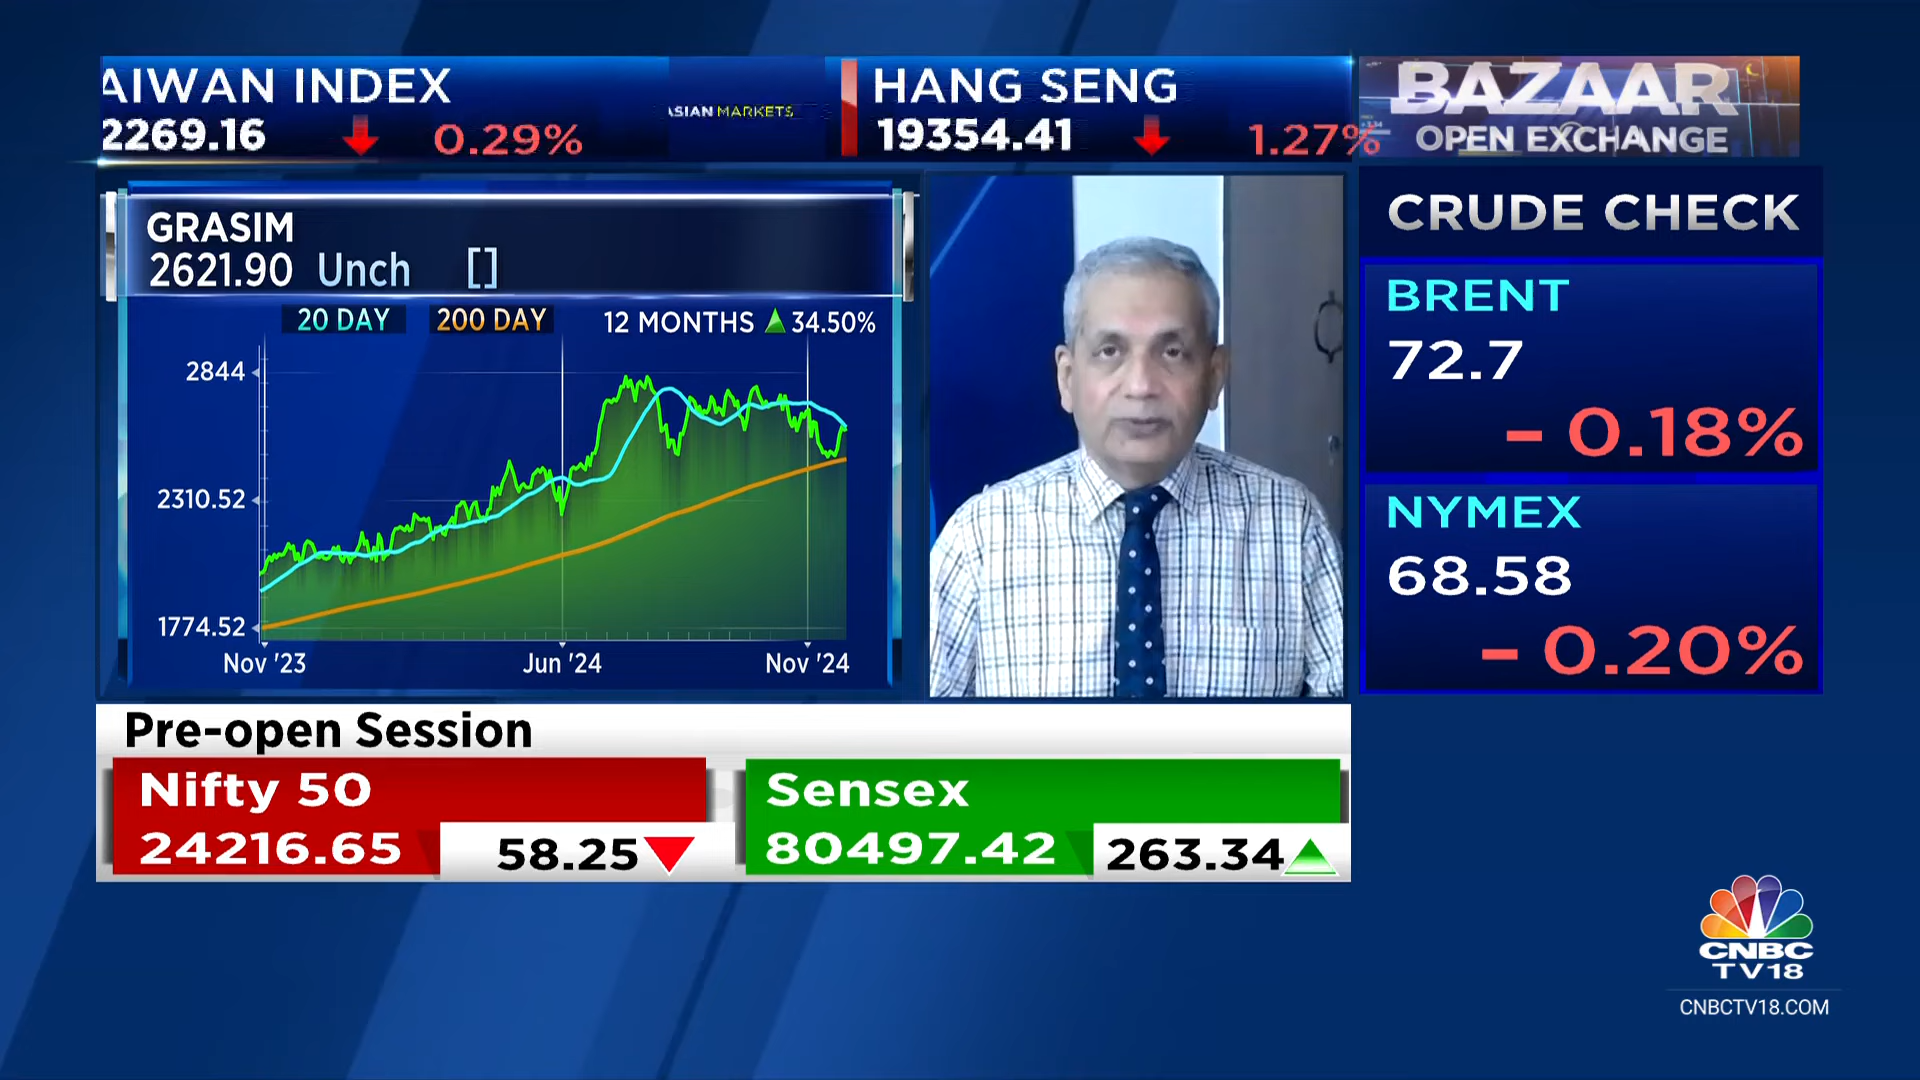 AIWAN INDEX
2269.16 0.29%
ASIAN MARKETS
HANG SENG
19354.41 1.27%
BAZAAR
OPEN EXCHANGE
GRASIM
2621.90 Unch []
20 DAY 200 DAY 12 MONTHS 34.50%
2844
2310.52
1774.52
Nov '23 Jun '24 Nov '24
CRUDE CHECK
BRENT
72.7
- 0.18%
NYMEX
68.58
- 0.20%
Pre-open Session
Nifty 50
24216.65 58.25
Sensex
80497.42 263.34
CNBC
TV18
CNBCTV18.COM